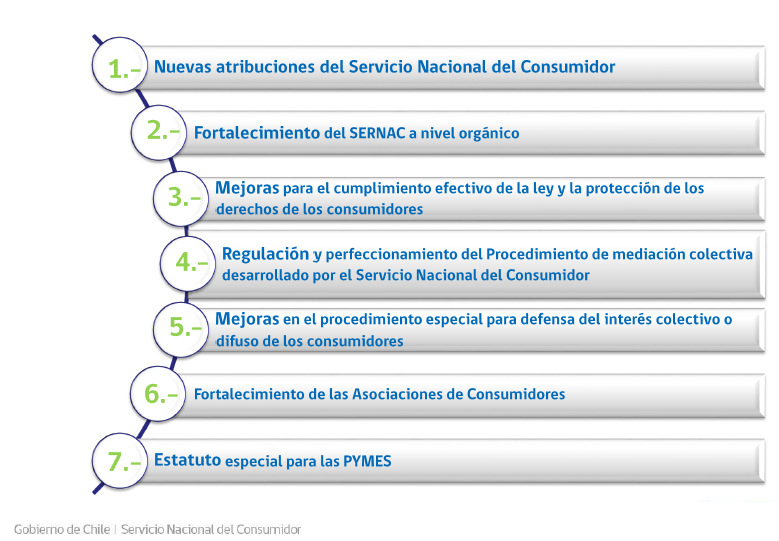 1.- Nuevas atribuciones del Servicio Nacional del Consumidor
2.- Fortalecimiento del SERNAC a nivel orgánico
3.- Mejoras para el cumplimiento efectivo de la ley y la protección de los
derechos de los consumidores
4.- Regulación y perfeccionamiento del Procedimiento de mediación colectiva
desarrollado por el Servicio Nacional del Consumidor
5.- Mejoras en el procedimiento especial para defensa del interés colectivo o
difuso de los consumidores
6.- Fortalecimiento de las Asociaciones de Consumidores
7.- Estatuto especial para las PYMES
Gobierno de Chile | Servicio Nacional del Consumidor